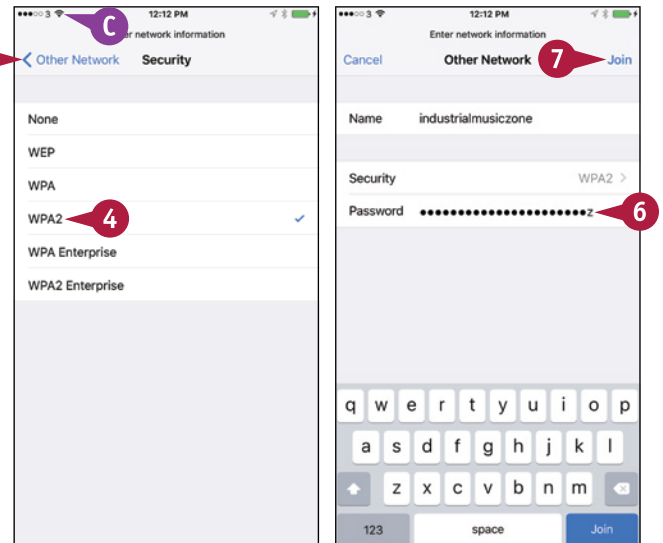 3 12:12 PM
C
network information
Other Network Security
None
WEP
WPA
WPA2 4
WPA Enterprise
WPA2 Enterprise
3 12:12 PM
Enter network information
Cancel Other Network 7 Join
Name industrialmusiczone
Security WPA2 >
Password ••••••••••••••••••••••z 6
q w e r t y u i o p
a s d f g h j k l
z x c v b n m
123 space Join